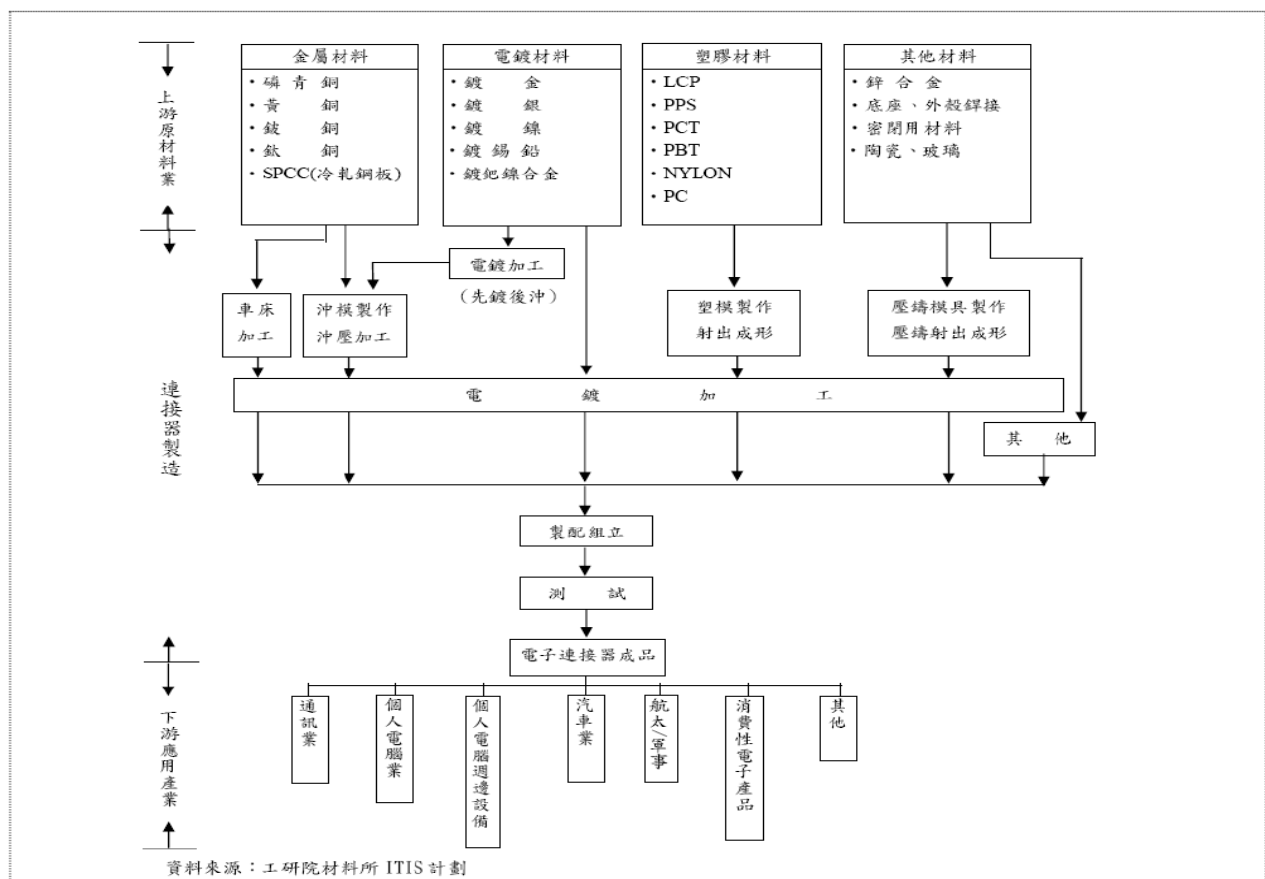 上游原材料業
金屬材料
・磷青銅
・黃銅
・鈹銅
・鈦銅
・SPCC(冷軋鋼板)
電鍍材料
・鍍金
・鍍銀
・鍍鎳
・鍍錫鉛
・鍍鈀鎳合金
塑膠材料
・LCP
・PPS
・PCT
・PBT
・NYLON
・PC
其他材料
・鋅合金
・底座、外殼銲接
・密閉用材料
・陶瓷、玻璃
連接器製造
電鍍加工
(先鍍後沖)
車床
加工
沖模製作
沖壓加工
塑模製作
射出成形
壓鑄模具製作
壓鑄射出成形
電鍍加工
其他
製配組立
測試
電子連接器成品
下游應用產業
通訊業
個人電腦業
個人電腦週邊設備
汽車業
航太/軍事
消費性電子產品
其他
資料來源：工研院材料所 ITIS 計劃